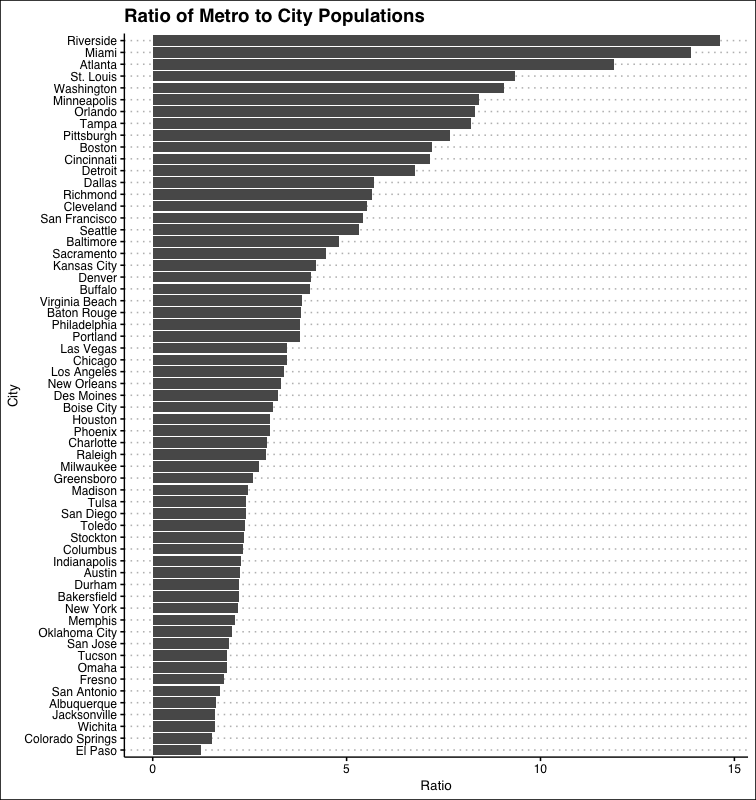 Ratio of Metro to City Populations
Riverside
Miami
Atlanta
St. Louis
Washington
Minneapolis
Orlando
Tampa
Pittsburgh
Boston
Cincinnati
Detroit
Dallas
Richmond
Cleveland
San Francisco
Seattle
Baltimore
Sacramento
Kansas City
Denver
Buffalo
Virginia Beach
Baton Rouge
Philadelphia
Portland
Las Vegas
Chicago
Los Angeles
New Orleans
Des Moines
Boise City
Houston
Phoenix
Charlotte
Raleigh
Milwaukee
Greensboro
Madison
Tulsa
San Diego
Toledo
Stockton
Columbus
Indianapolis
Austin
Durham
Bakersfield
New York
Memphis
Oklahoma City
San Jose
Tucson
Omaha
Fresno
San Antonio
Albuquerque
Jacksonville
Wichita
Colorado Springs
El Paso
City
0 5 10 15
Ratio